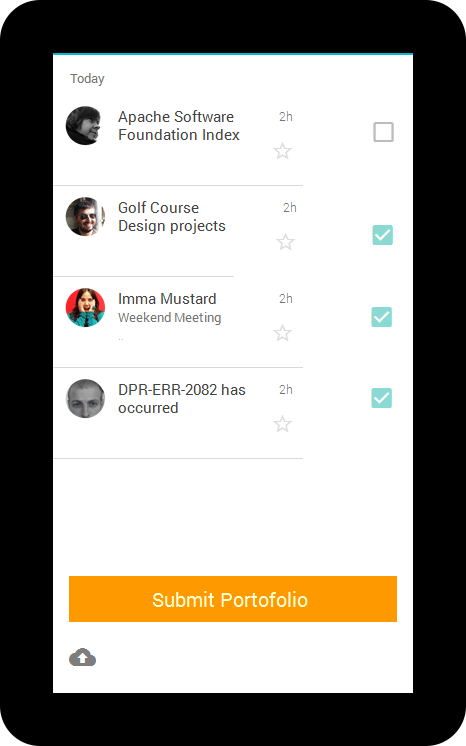 Today
Apache Software
Foundation Index
2h
Golf Course
Design projects
2h
Imma Mustard
Weekend Meeting
..
2h
DPR-ERR-2082 has
occurred
2h
Submit Portofolio